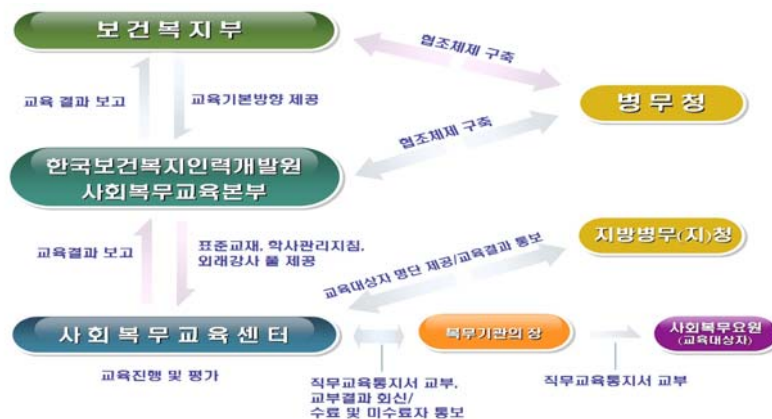 보건복지부
협조체제 구축
교육 결과 보고
교육기본방향 제공
병무청
협조체제 구축
한국보건복지인력개발원
사회복무교육본부
교육결과 보고
표준교재, 학사관리지침,
외래강사 풀 제공
교육대상자 명단 제공/교육결과 통보
지방병무(지)청
사회복무교육센터
복무기관의 장
사회복무요원
(교육대상자)
교육진행 및 평가
직무교육통지서 교부,
교부결과 회신/
수료 및 미수료자 통보
직무교육통지서 교부